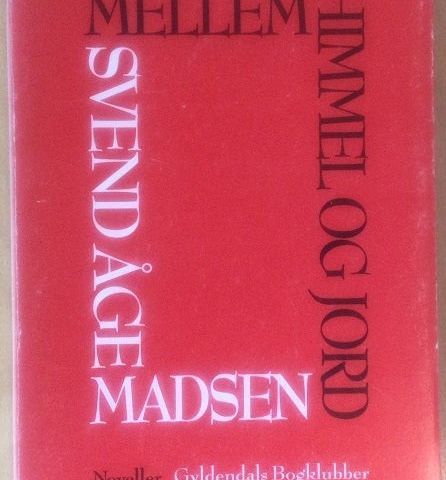 MELLEM
HIMMEL OG JORD
SVEND ÅGE
MADSEN
Noveller Gyldendals Bogklubber